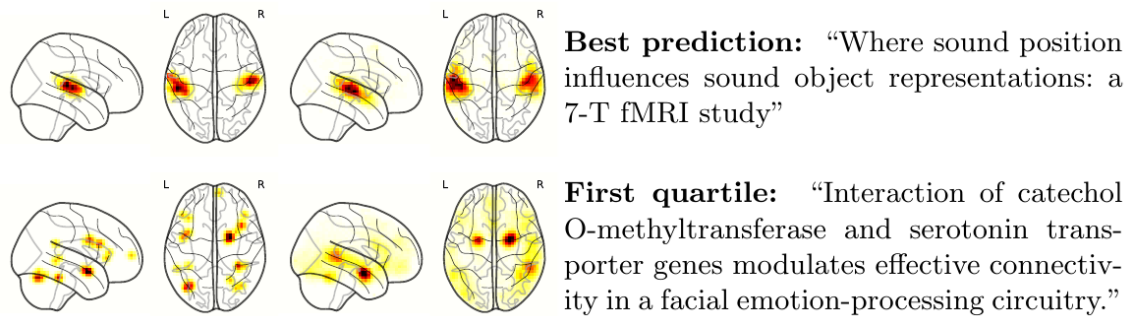 L R L R
Best prediction: “Where sound position
influences sound object representations: a
7-T fMRI study”
L R L R
First quartile: “Interaction of catechol
O-methyltransferase and serotonin trans-
porter genes modulates effective connectiv-
ity in a facial emotion-processing circuitry.”